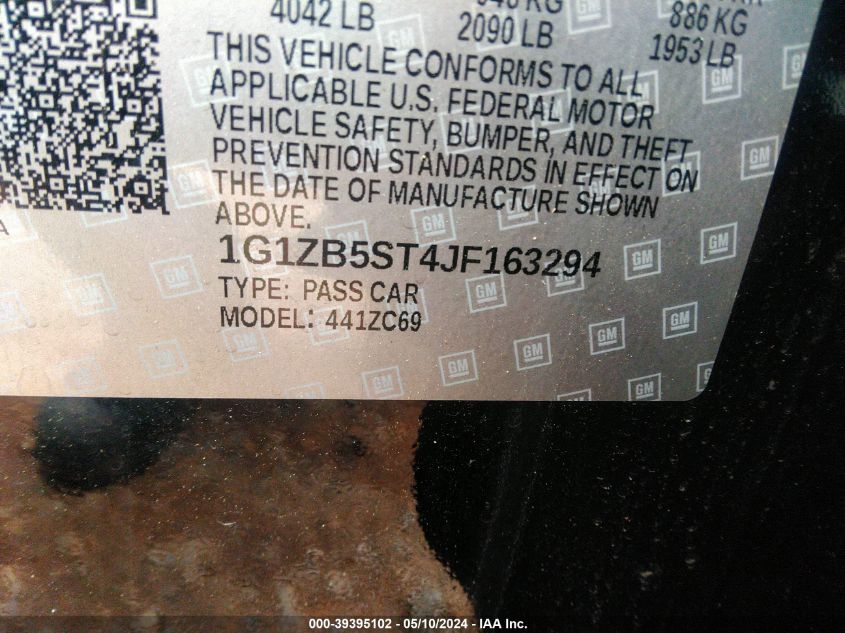 4042 LB 2090 LB 886 KG
1953 LB
THIS VEHICLE CONFORMS TO ALL
APPLICABLE U.S. FEDERAL MOTOR
VEHICLE SAFETY, BUMPER, AND THEFT
PREVENTION STANDARDS IN EFFECT ON
THE DATE OF MANUFACTURE SHOWN
ABOVE.
1G1ZB5ST4JF163294
TYPE: PASS CAR
MODEL: 441ZC69
GM
000-39395102 - 05/10/2024 - IAA Inc.